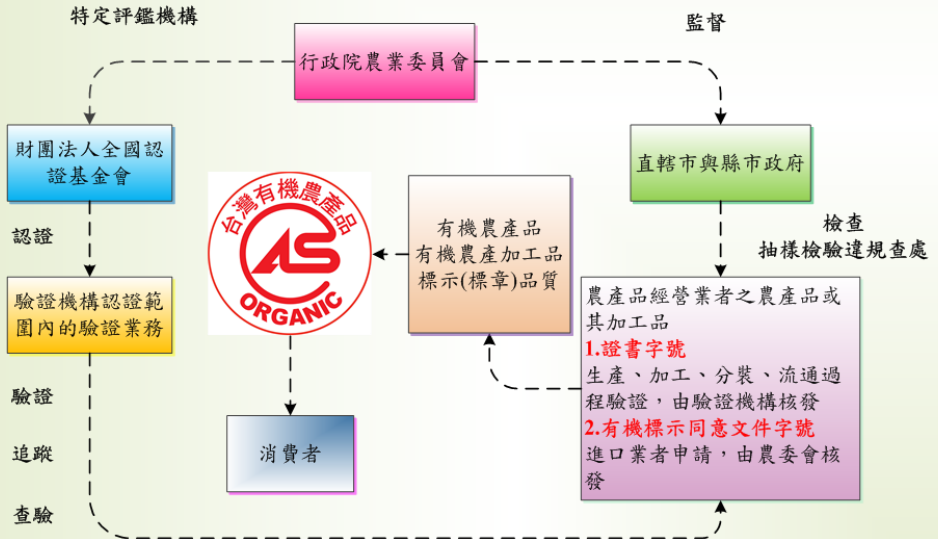 特定評鑑機構
監督
行政院農業委員會
財團法人全國認
證基金會
直轄市與縣市政府
認證
檢查
抽樣檢驗違規查處
台灣有機農產品
AS
ORGANIC
有機農產品
有機農產加工品
標示(標章)品質
驗證機構認證範
圍內的驗證業務
農產品經營業者之農產品或
其加工品
1.證書字號
生產、加工、分裝、流通過
程驗證，由驗證機構核發
2.有機標示同意文件字號
進口業者申請，由農委會核
發
驗證
追蹤
查驗
消費者